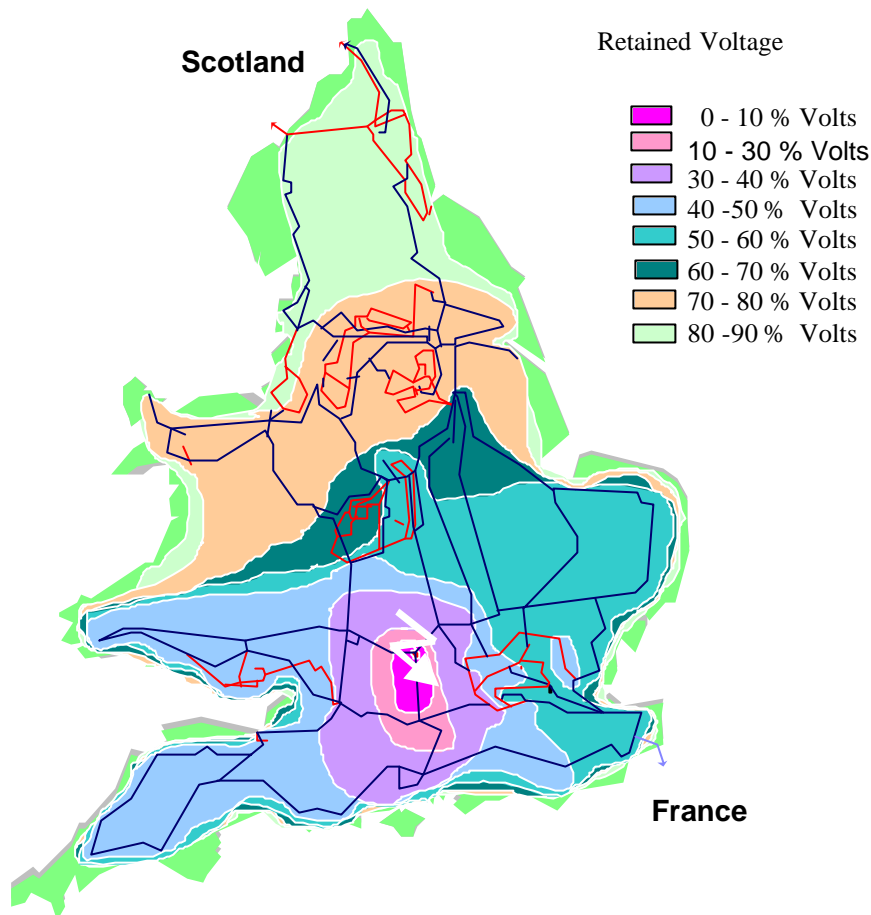 Retained Voltage
Scotland
0 - 10 % Volts
10 - 30 % Volts
30 - 40 % Volts
40 -50 % Volts
50 - 60 % Volts
60 - 70 % Volts
70 - 80 % Volts
80 -90 % Volts
France